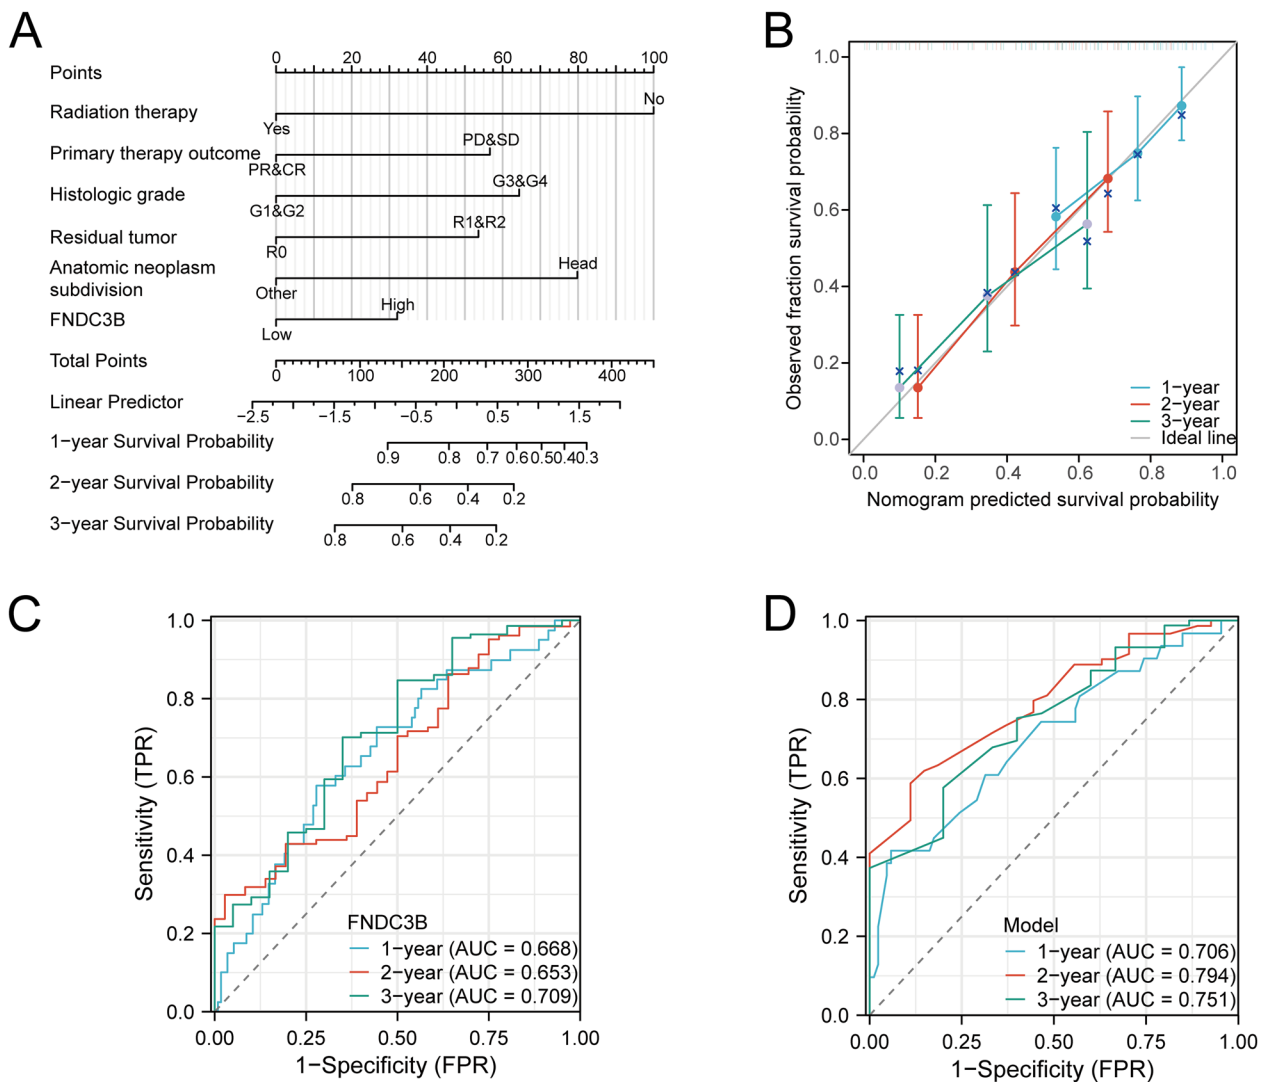 A
Points
0 20 40 60 80 100
Radiation therapy
No
Yes
Primary therapy outcome
PD&SD
PR&CR
Histologic grade
G3&G4
G1&G2
Residual tumor
R1&R2
R0
Anatomic neoplasm
subdivision
Head
Other
FNDC3B
High
Low
Total Points
0 100 200 300 400
Linear Predictor
−2.5 −1.5 −0.5 0.5 1.5
1−year Survival Probability
0.9 0.8 0.7 0.6 0.5 0.4 0.3
2−year Survival Probability
0.8 0.6 0.4 0.2
3−year Survival Probability
0.8 0.6 0.4 0.2
B
Observed fraction survival probability
1.0
0.8
0.6
0.4
0.2
0.0
1−year
2−year
3−year
Ideal line
0.0 0.2 0.4 0.6 0.8 1.0
Nomogram predicted survival probability
C
Sensitivity (TPR)
1.0
0.8
0.6
0.4
0.2
0.0
FNDC3B
1−year (AUC = 0.668)
2−year (AUC = 0.653)
3−year (AUC = 0.709)
0.00 0.25 0.50 0.75 1.00
1−Specificity (FPR)
D
Sensitivity (TPR)
1.0
0.8
0.6
0.4
0.2
0.0
Model
1−year (AUC = 0.706)
2−year (AUC = 0.794)
3−year (AUC = 0.751)
0.00 0.25 0.50 0.75 1.00
1−Specificity (FPR)